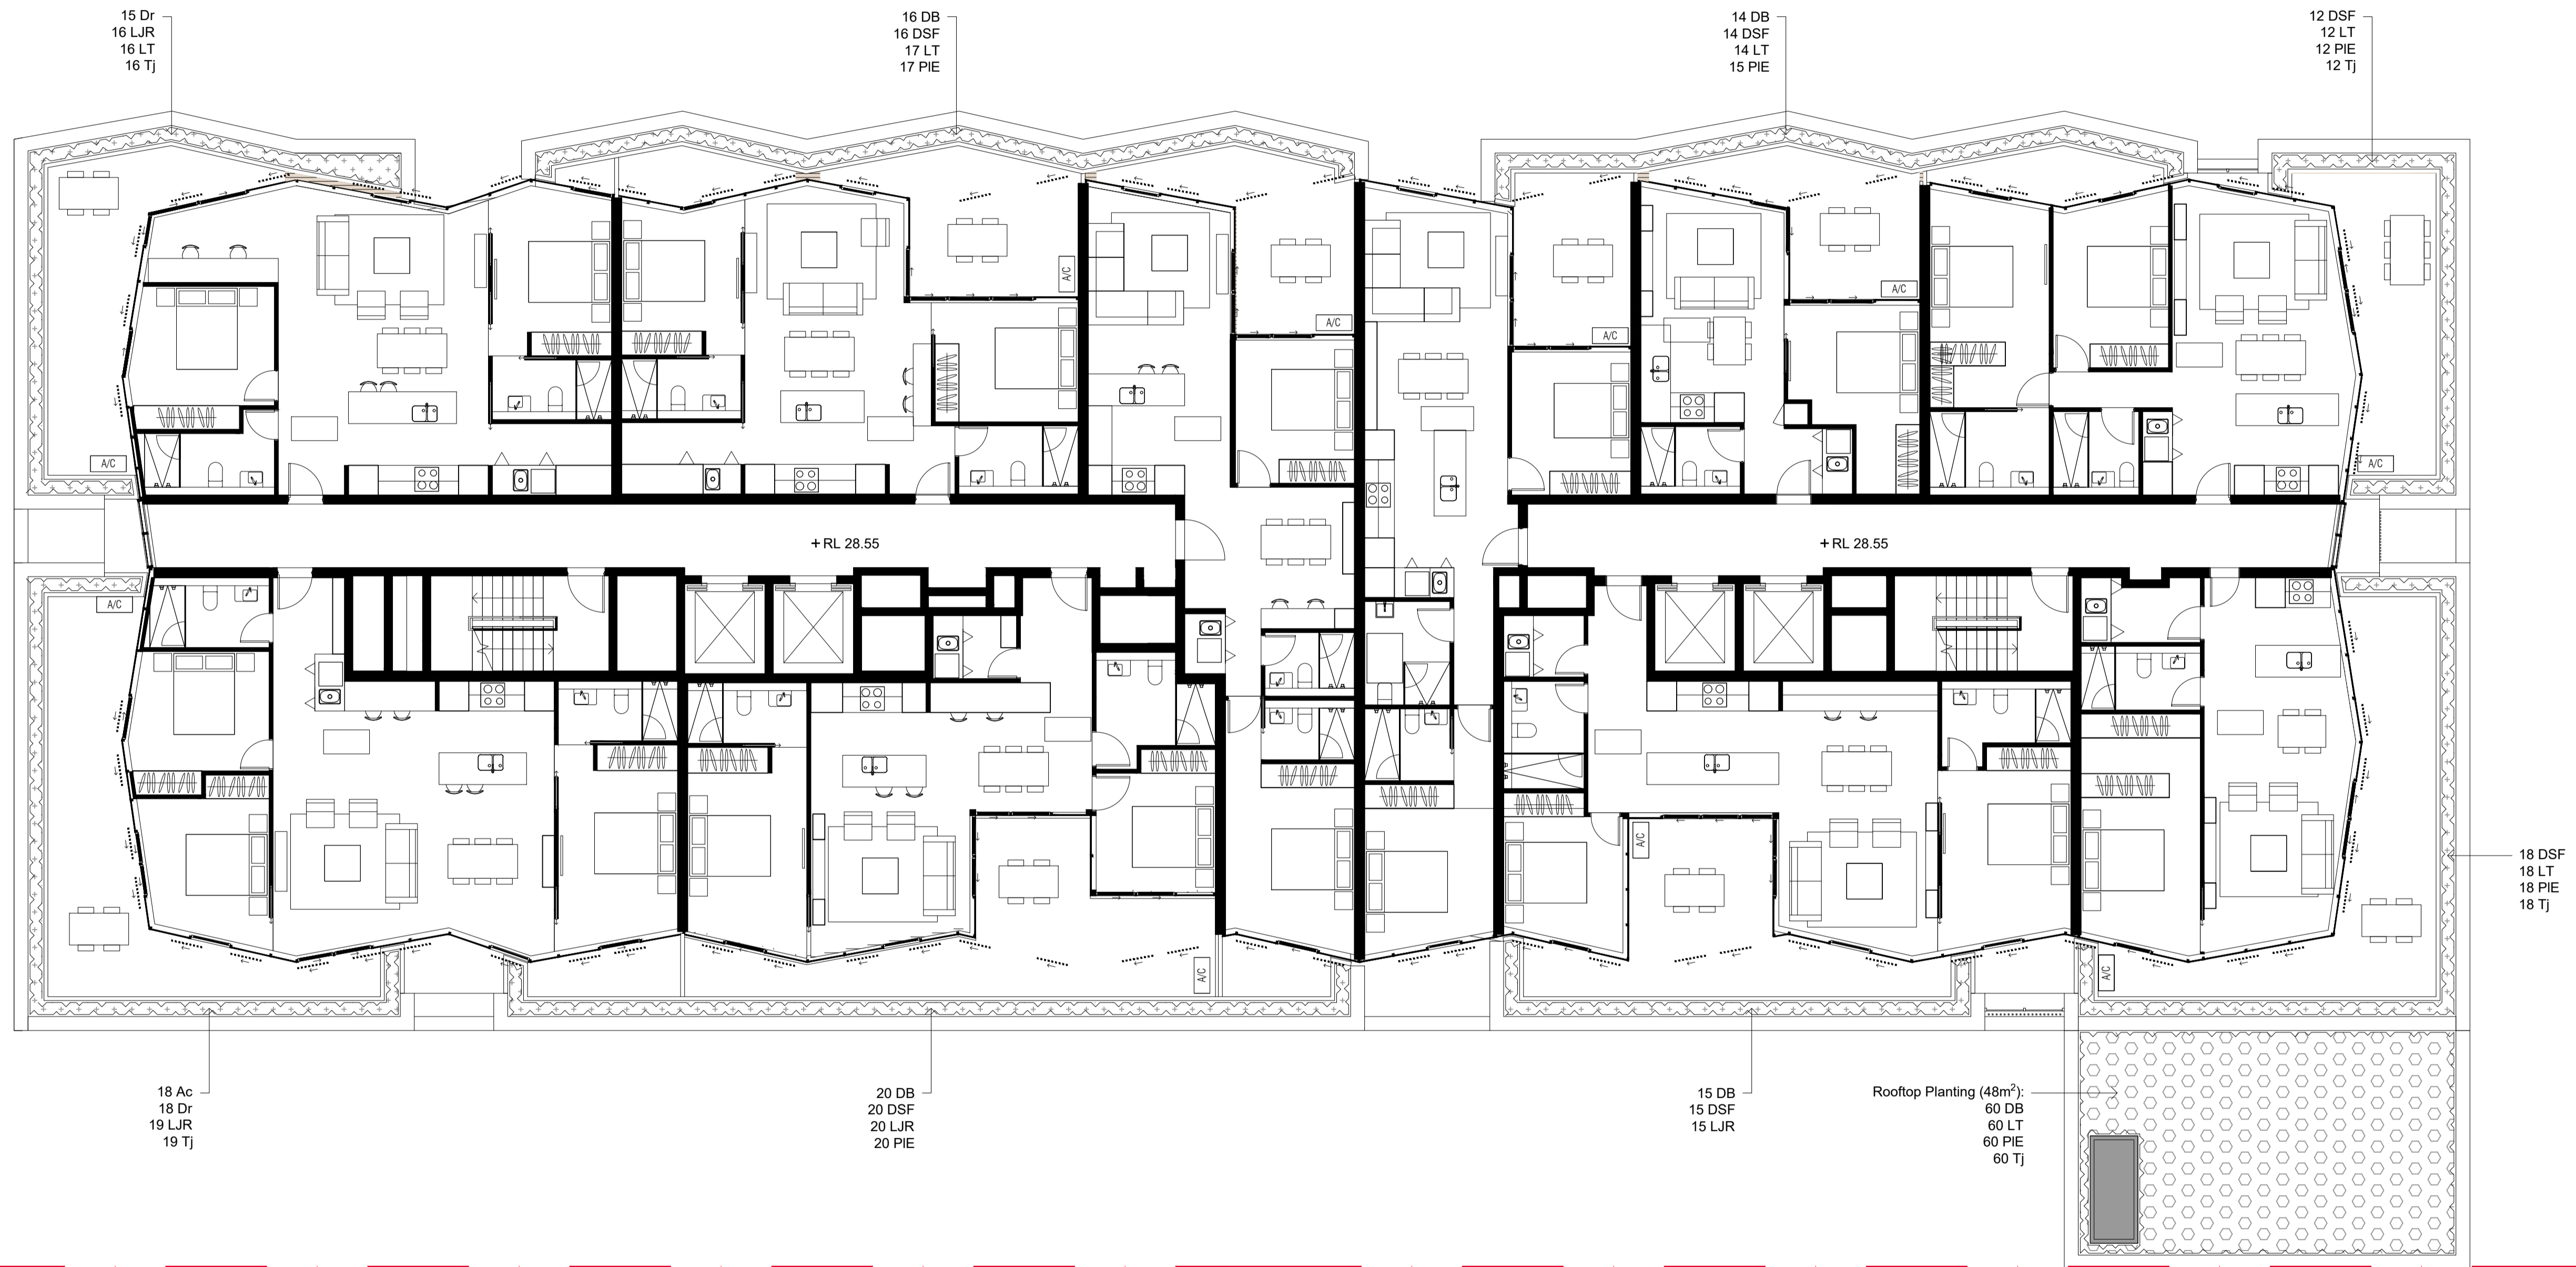 15 Dr
16 LJR
16 LT
16 Tj
16 DB
16 DSF
17 LT
17 PIE
14 DB
14 DSF
14 LT
15 PIE
12 DSF
12 LT
12 PIE
12 Tj
A/C
A/C
A/C
A/C
A/C
A/C
A/C
+ RL 28.55
+ RL 28.55
A/C
A/C
A/C
A/C
18 DSF
18 LT
18 PIE
18 Tj
18 Ac
18 Dr
19 LJR
19 Tj
20 DB
20 DSF
20 LJR
20 PIE
15 DB
15 DSF
15 LJR
Rooftop Planting (48m²):
60 DB
60 LT
60 PIE
60 Tj